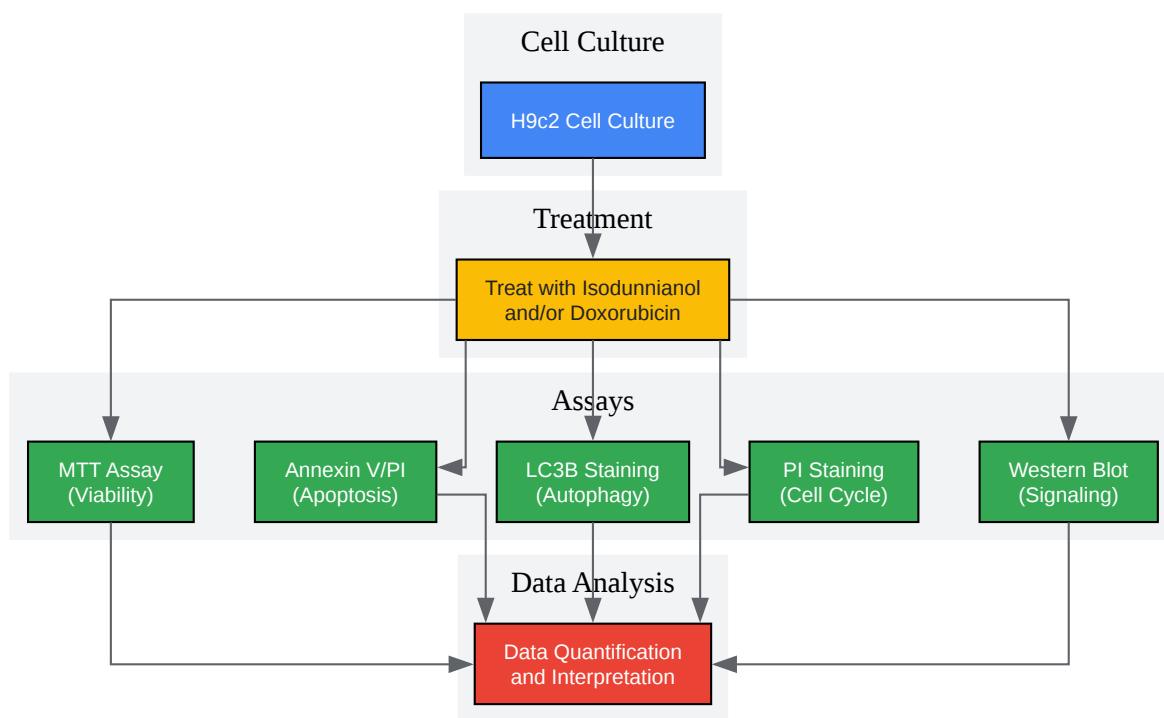 Cell Culture
H9c2 Cell Culture
Treatment
Treat with Isodunnianol
and/or Doxorubicin
Assays
MTT Assay
(Viability)
Annexin V/PI
(Apoptosis)
LC3B Staining
(Autophagy)
PI Staining
(Cell Cycle)
Western Blot
(Signaling)
Data Analysis
Data Quantification
and Interpretation